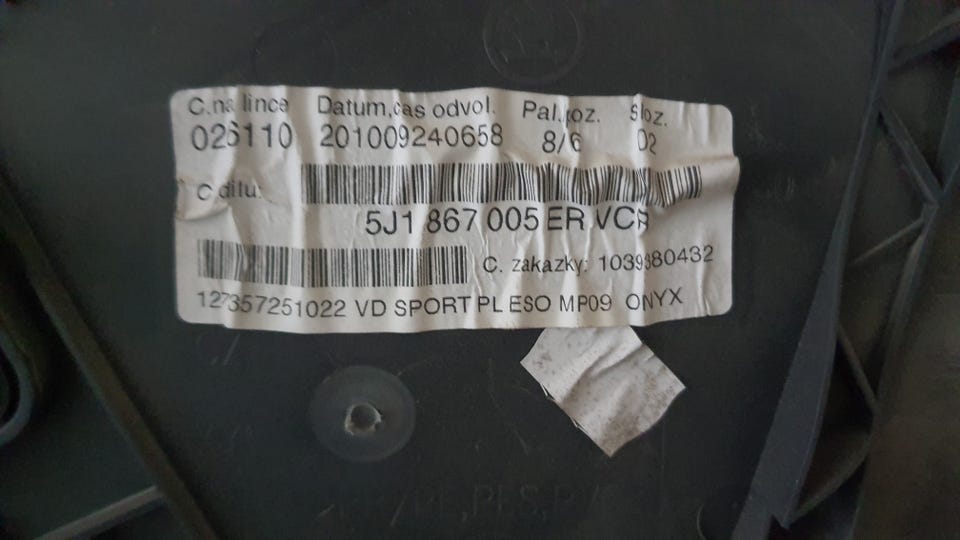 C.na lince Datum,cas odvol. Pal.poz. Sloz.
026110 201009240658 8/6 02
C dilu:
5J1 867 005 ER VCR
C. zakazky: 1039380432
127357251022 VD SPORT PL ESO MP09 ONYX